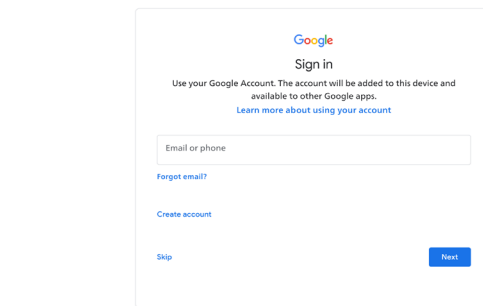 Google
Sign in
Use your Google Account. The account will be added to this device and
available to other Google apps.
Learn more about using your account
Email or phone
Forgot email?
Create account
Skip
Next